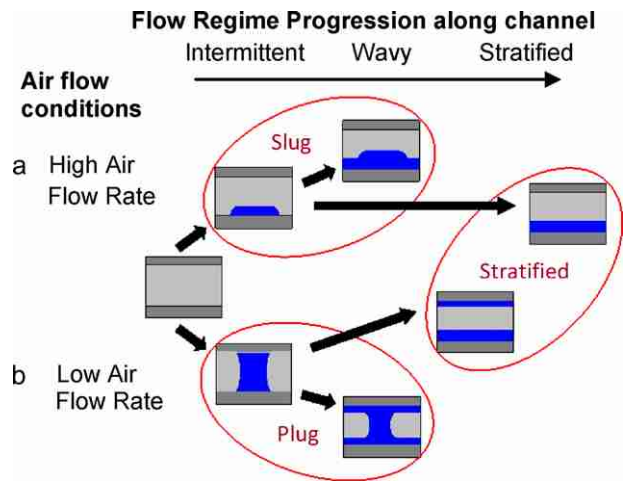 Flow Regime Progression along channel
Intermittent Wavy Stratified
Air flow
conditions
Slug
a High Air
Flow Rate
Stratified
b Low Air
Flow Rate
Plug